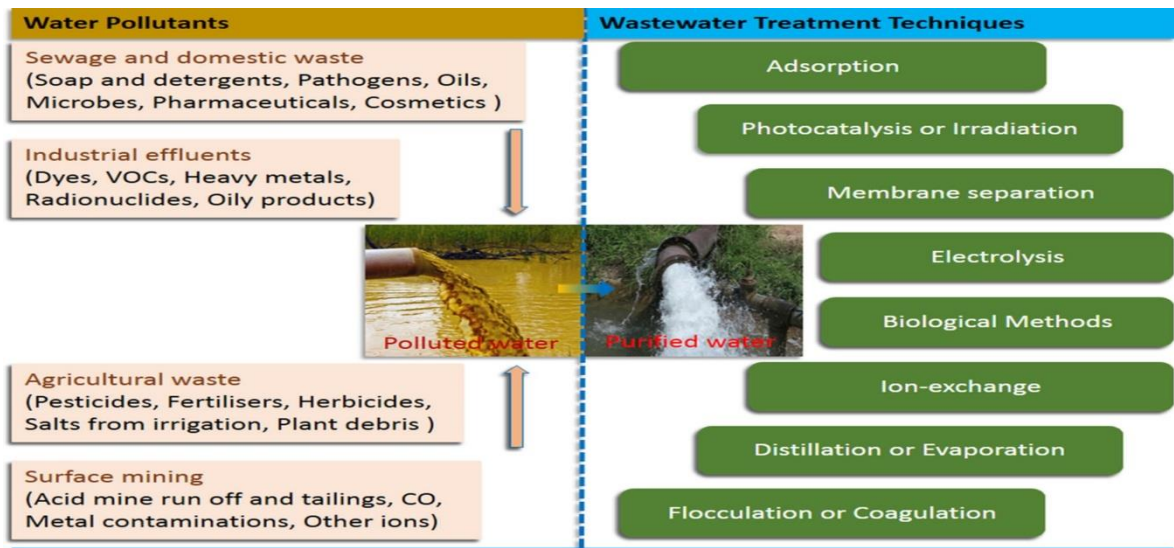 Water Pollutants
Sewage and domestic waste
(Soap and detergents, Pathogens, Oils,
Microbes, Pharmaceuticals, Cosmetics )
Industrial effluents
(Dyes, VOCs, Heavy metals,
Radionuclides, Oily products)
Polluted water
Agricultural waste
(Pesticides, Fertilisers, Herbicides,
Salts from irrigation, Plant debris )
Surface mining
(Acid mine run off and tailings, CO,
Metal contaminations, Other ions)
Wastewater Treatment Techniques
Adsorption
Photocatalysis or Irradiation
Membrane separation
Electrolysis
Purified water
Biological Methods
Ion-exchange
Distillation or Evaporation
Flocculation or Coagulation